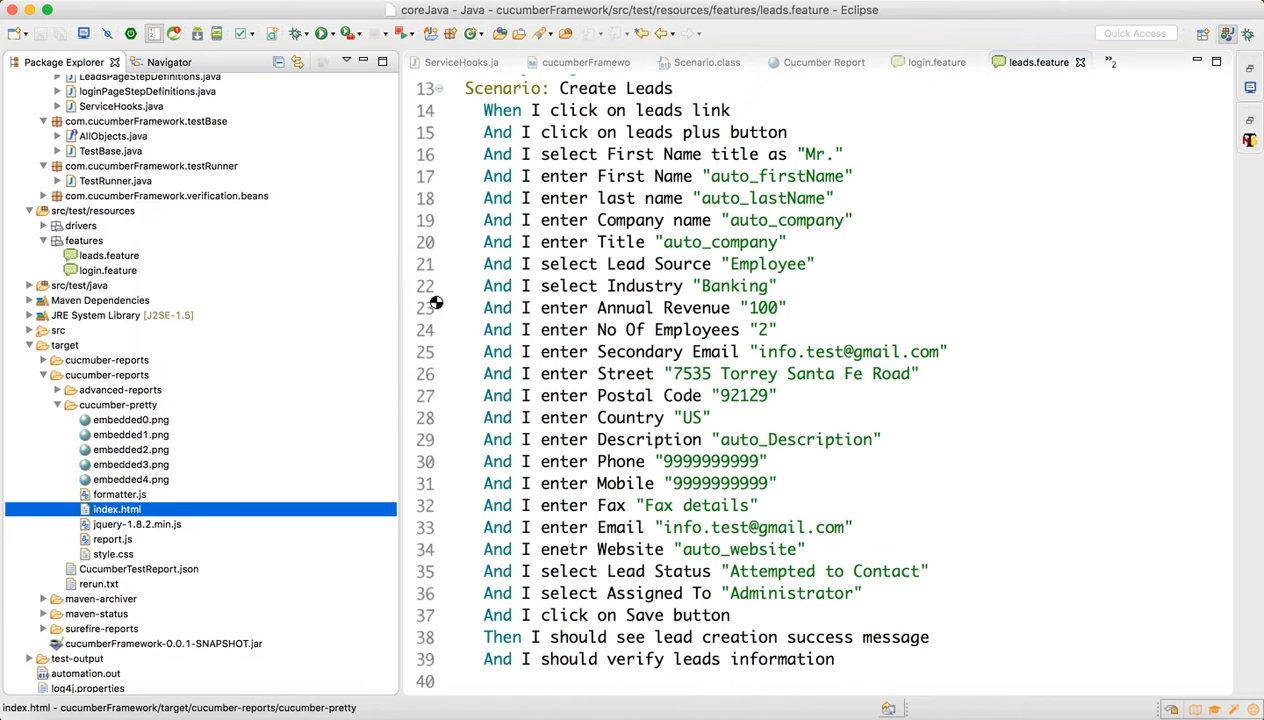 coreJava - cucumberFramework/src/test/resources/features/leads.feature - Eclipse
Quick Access
Package Explorer
Navigator
ServiceHooks.ja
cucumberFramewo
Scenario.class
Cucumber Report
login.feature
leads.feature
»2
LeadsPageStepDefinitions.java
loginPageStepDefinitions.java
ServiceHooks.java
com.cucumberFramework.testBase
AllObjects.java
TestBase.java
com.cucumberFramework.testRunner
TestRunner.java
com.cucumberFramework.verification.beans
src/test/resources
drivers
features
leads.feature
login.feature
src/test/java
Maven Dependencies
JRE System Library [J2SE-1.5]
src
target
cucmuber-reports
cucumber-reports
advanced-reports
cucumber-pretty
embedded0.png
embedded1.png
embedded2.png
embedded3.png
embedded4.png
formatter.js
index.html
jquery-1.8.2.min.js
report.js
style.css
CucumberTestReport.json
rerun.txt
maven-archiver
maven-status
surefire-reports
cucumberFramework-0.0.1-SNAPSHOT.jar
test-output
automation.out
log4j.properties
13 Scenario: Create Leads
14 When I click on leads link
15 And I click on leads plus button
16 And I select First Name title as "Mr."
17 And I enter First Name "auto_firstName"
18 And I enter last name "auto_lastName"
19 And I enter Company name "auto_company"
20 And I enter Title "auto_company"
21 And I select Lead Source "Employee"
22 And I select Industry "Banking"
23 And I enter Annual Revenue "100"
24 And I enter No Of Employees "2"
25 And I enter Secondary Email "info.test@gmail.com"
26 And I enter Street "7535 Torrey Santa Fe Road"
27 And I enter Postal Code "92129"
28 And I enter Country "US"
29 And I enter Description "auto_Description"
30 And I enter Phone "9999999999"
31 And I enter Mobile "9999999999"
32 And I enter Fax "Fax details"
33 And I enter Email "info.test@gmail.com"
34 And I enetr Website "auto_website"
35 And I select Lead Status "Attempted to Contact"
36 And I select Assigned To "Administrator"
37 And I click on Save button
38 Then I should see lead creation success message
39 And I should verify leads information
40
index.html - cucumberFramework/target/cucumber-reports/cucumber-pretty